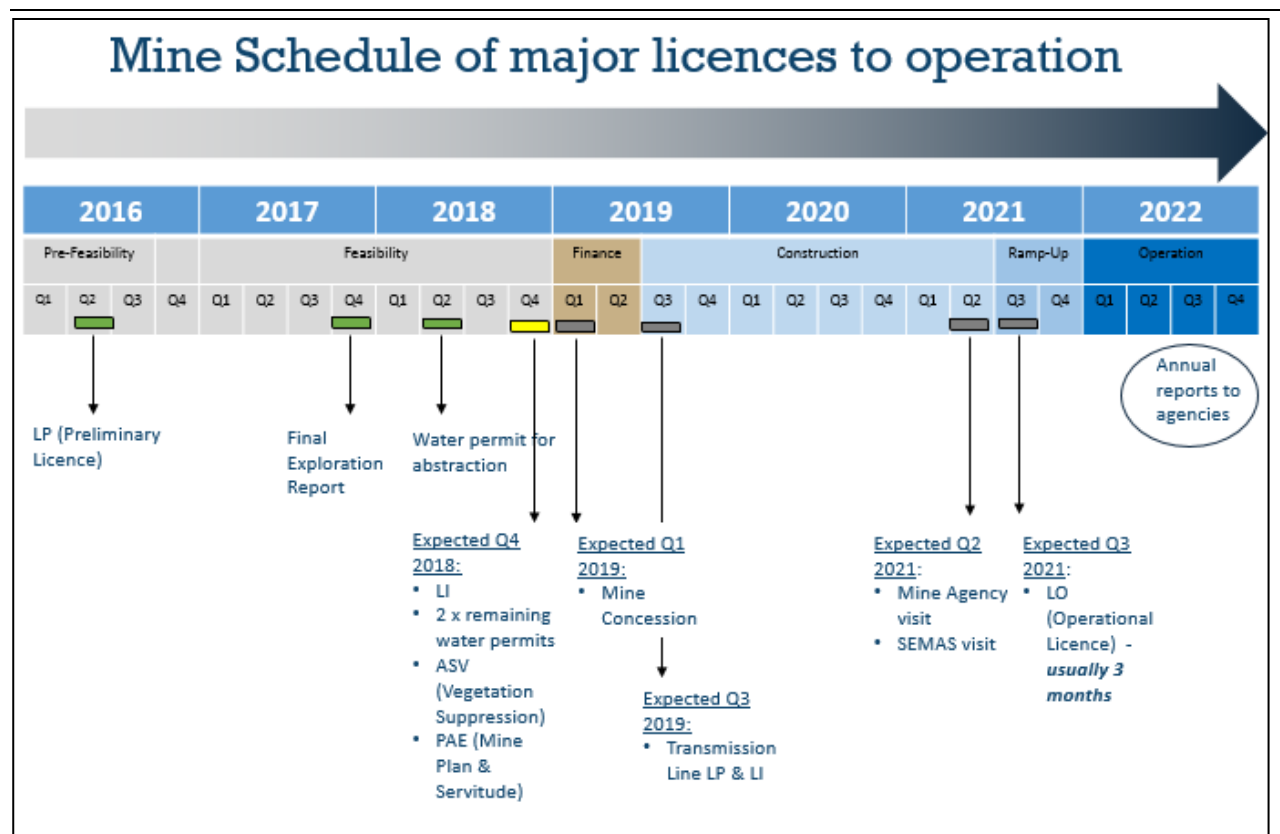 Mine Schedule of major licences to operation
2016 2017 2018 2019 2020 2021 2022
Pre-Feasibility Feasibility Finance Construction Ramp-Up Operation
Q1 Q2 Q3 Q4 Q1 Q2 Q3 Q4 Q1 Q2 Q3 Q4 Q1 Q2 Q3 Q4 Q1 Q2 Q3 Q4 Q1 Q2 Q3 Q4 Q1 Q2 Q3 Q4
Annual
reports to
agencies
LP (Preliminary
Licence)
Final
Exploration
Report
Water permit for
abstraction
Expected Q4
2018:
• LI
• 2 x remaining
water permits
• ASV
(Vegetation
Suppression)
• PAE (Mine
Plan &
Servitude)
Expected Q1
2019:
• Mine
Concession
Expected Q3
2019:
• Transmission
Line LP & LI
Expected Q2
2021:
• Mine Agency
visit
• SEMAS visit
Expected Q3
2021:
• LO
(Operational
Licence) -
usually 3
months